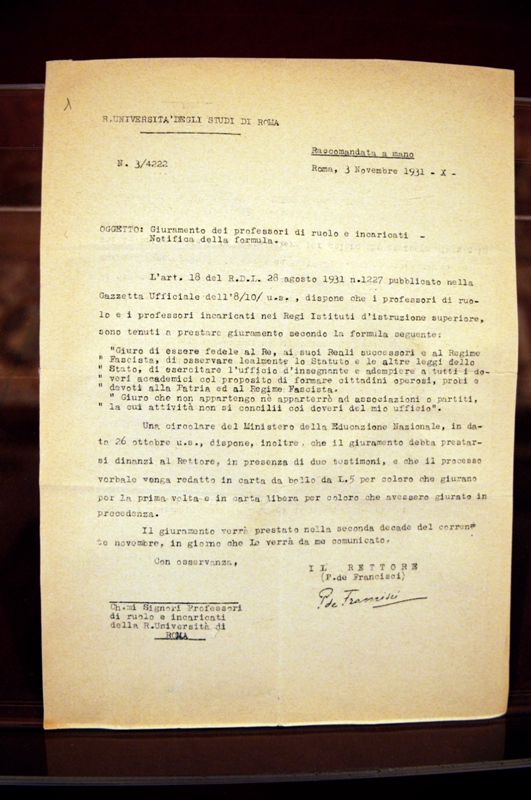 R.UNIVERSITA'DEGLI STUDI DI ROMA
Raccomandata a mano
N. 3/4222
Roma, 3 Novembre 1931 - X -
OGGETTO: Giuramento dei professori di ruolo e incaricati -
Notifica della formula.
L'art. 18 del R.D.L. 28 agosto 1931 n.1227 pubblicato nella
Gazzetta Ufficiale dell'8/10/ u.s., dispone che i professori di ruo-
lo e i professori incaricati nei Regi Istituti d'istruzione superiore,
sono tenuti a prestare giuramento secondo la formula seguente:
"Giuro di essere fedele al Re, ai suoi Reali successori e al Regime
" Fascista, di osservare lealmente lo Statuto e le altre leggi dello
" Stato, di esercitare l'ufficio d'insegnante e adempiere a tutti i do-
" veri accademici col proposito di formare cittadini operosi, probi e
" devoti alla Patria ed al Regime Fascista.
" Giuro che non appartengo nè apparterrò ad associazioni o partiti,
" la cui attività non si concilii coi doveri del mio ufficio".
Una circolare del Ministero della Educazione Nazionale, in da-
ta 26 ottobre u.s., dispone, inoltre, che il giuramento debba prestar-
si dinanzi al Rettore, in presenza di due testimoni, e che il processo
verbale venga redatto in carta da bollo da L.5 per coloro che giurano
per la prima volta e in carta libera per coloro che avessero giurato in
precedenza.
Il giuramento verrà prestato nella seconda decade del corren-
te novembre, in giorno che Le verrà da me comunicato.
Con osservanza,
IL RETTORE
(P.de Francisci)
P. de Francisci
Ch.mi Signori Professori
di ruolo e incaricati
della R.Università di
ROMA